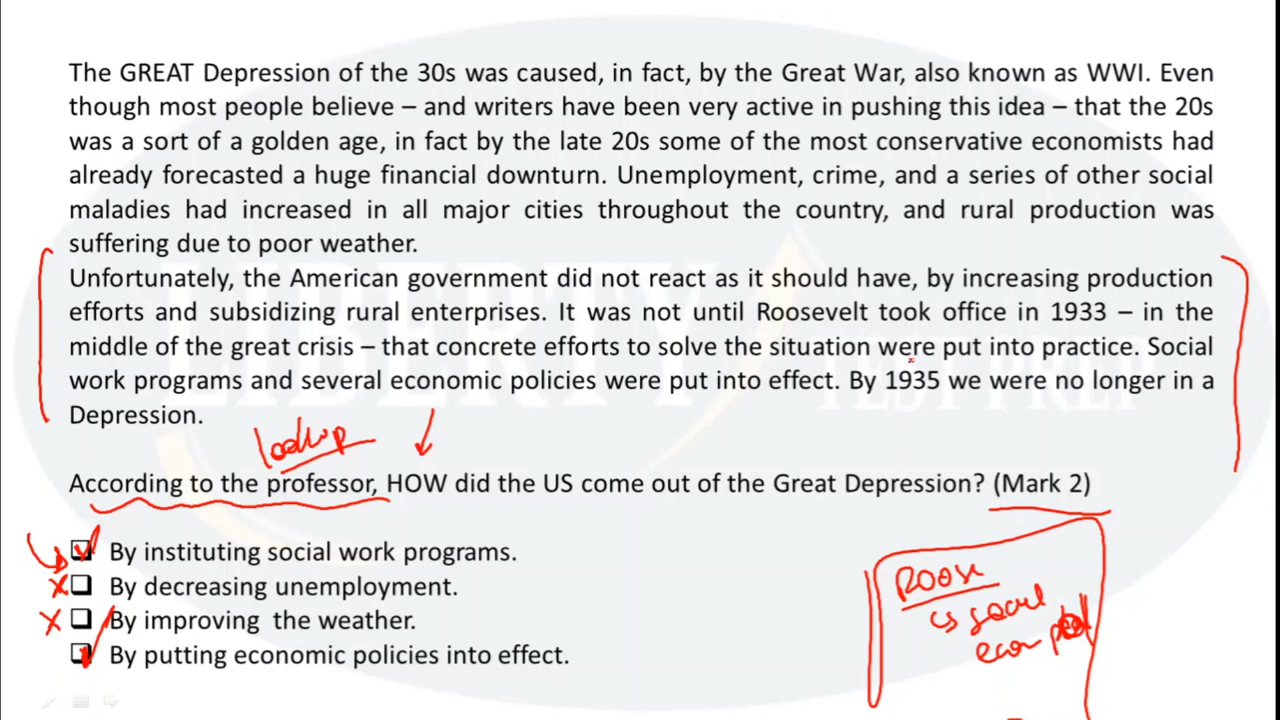 The GREAT Depression of the 30s was caused, in fact, by the Great War, also known as WWI. Even
though most people believe – and writers have been very active in pushing this idea – that the 20s
was a sort of a golden age, in fact by the late 20s some of the most conservative economists had
already forecasted a huge financial downturn. Unemployment, crime, and a series of other social
maladies had increased in all major cities throughout the country, and rural production was
suffering due to poor weather.
Unfortunately, the American government did not react as it should have, by increasing production
efforts and subsidizing rural enterprises. It was not until Roosevelt took office in 1933 – in the
middle of the great crisis – that concrete efforts to solve the situation were put into practice. Social
work programs and several economic policies were put into effect. By 1935 we were no longer in a
Depression.
lookup
According to the professor, HOW did the US come out of the Great Depression? (Mark 2)
By instituting social work programs.
By decreasing unemployment.
By improving the weather.
By putting economic policies into effect.
Roose
social
econ
LIBERTY
TEST PREP